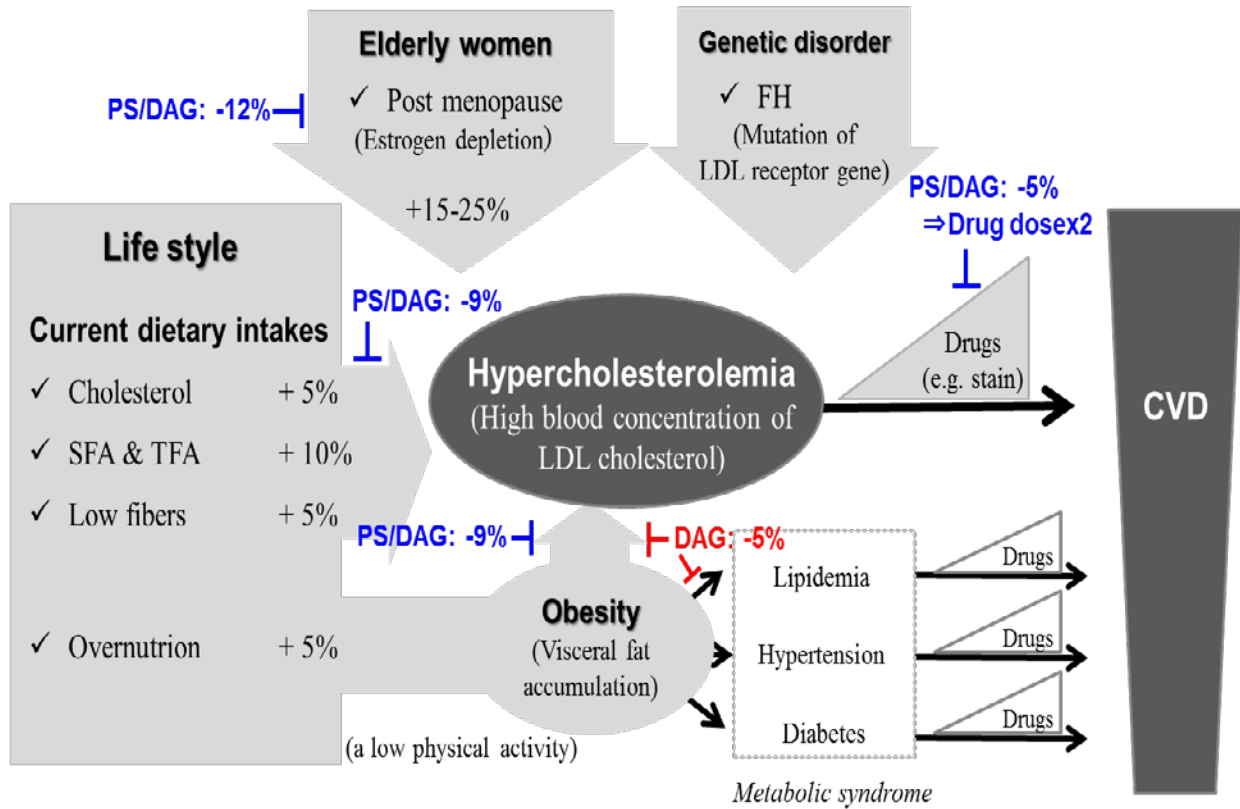 Elderly women
✓ Post menopause
(Estrogen depletion)
+15-25%
Genetic disorder
✓ FH
(Mutation of
LDL receptor gene)
PS/DAG: -12%
PS/DAG: -5%
⇒Drug dosex2
Life style
Current dietary intakes
✓ Cholesterol + 5%
✓ SFA & TFA + 10%
✓ Low fibers + 5%
✓ Overnutrion + 5%
PS/DAG: -9%
Hypercholesterolemia
(High blood concentration of
LDL cholesterol)
Drugs
(e.g. stain)
CVD
PS/DAG: -9%
DAG: -5%
Obesity
(Visceral fat
accumulation)
(a low physical activity)
Lipidemia
Hypertension
Diabetes
Metabolic syndrome
Drugs
Drugs
Drugs